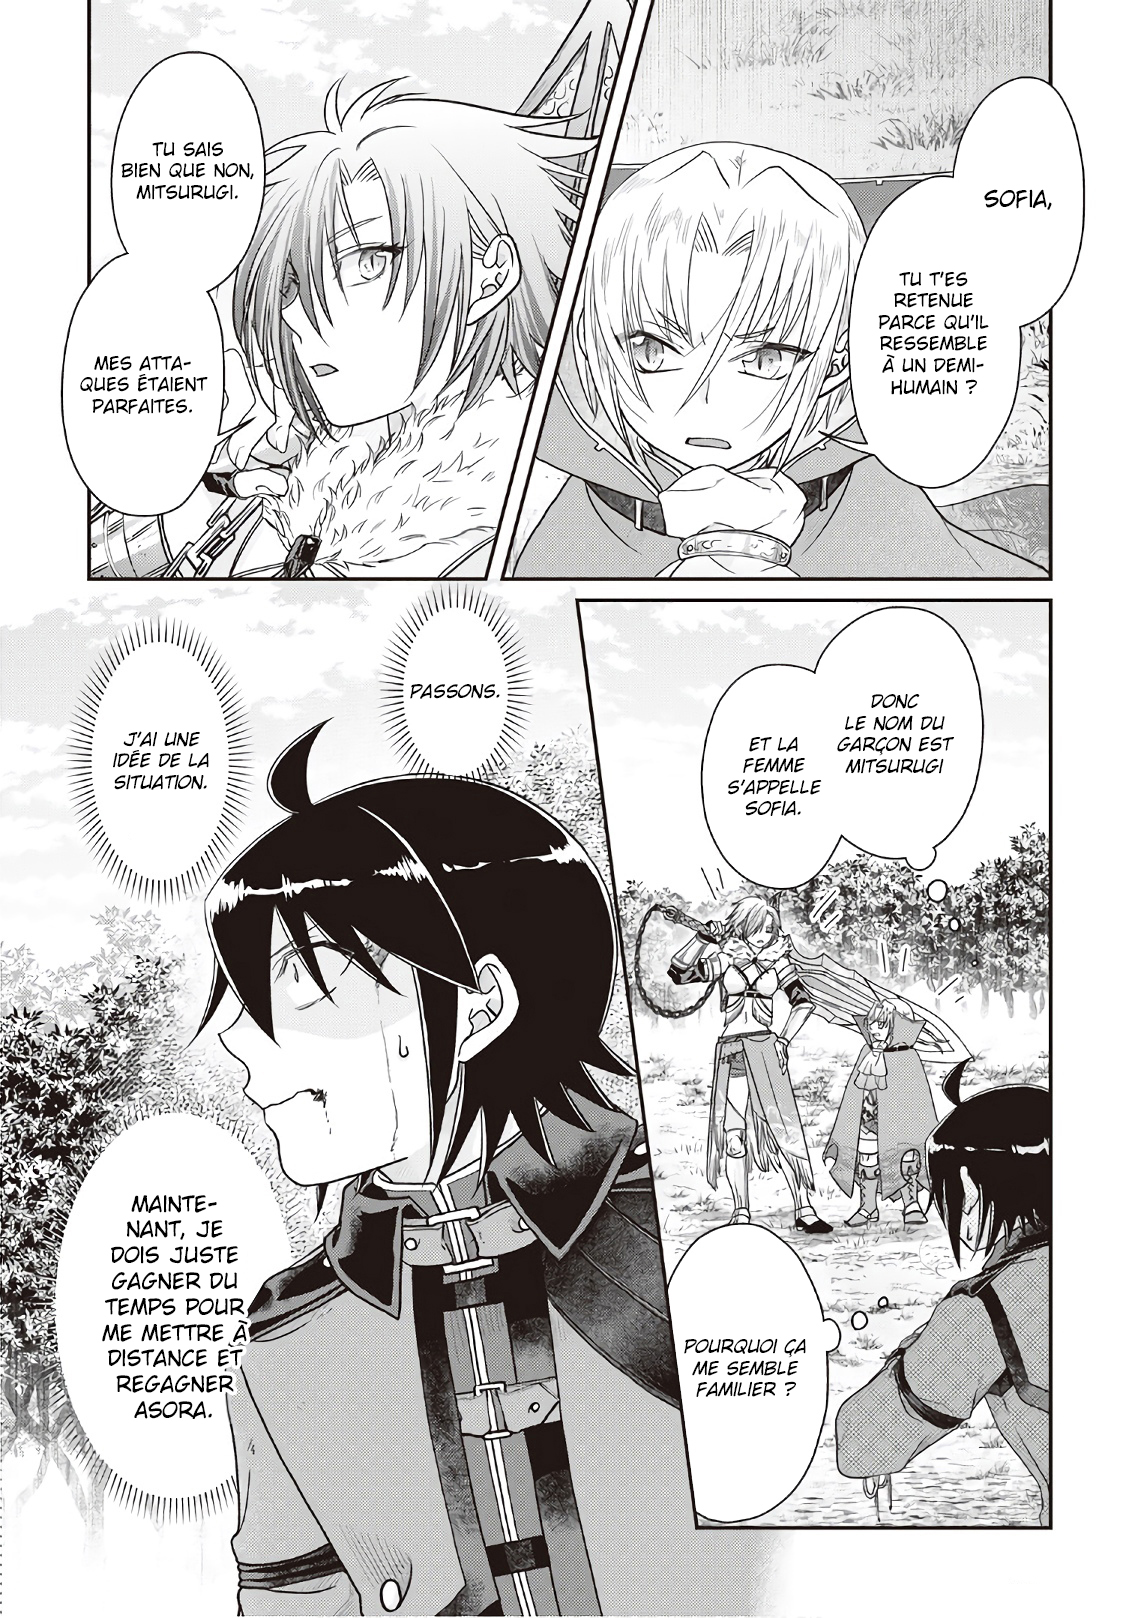 SOFIA,
TU T'ES
RETENUE
PARCE QU'IL
RESSEMBLE
À UN DEMI-
HUMAIN ?
TU SAIS
BIEN QUE NON,
MITSURUGI.
MES ATTA-
QUES ÉTAIENT
PARFAITES.
DONC
LE NOM DU
GARÇON EST
MITSURUGI
ET LA
FEMME
S'APPELLE
SOFIA.
POURQUOI ÇA
ME SEMBLE
FAMILIER ?
PASSONS.
J'AI UNE
IDÉE DE LA
SITUATION.
MAINTE-
NANT, JE
DOIS JUSTE
GAGNER DU
TEMPS POUR
ME METTRE À
DISTANCE ET
REGAGNER
ASORA.